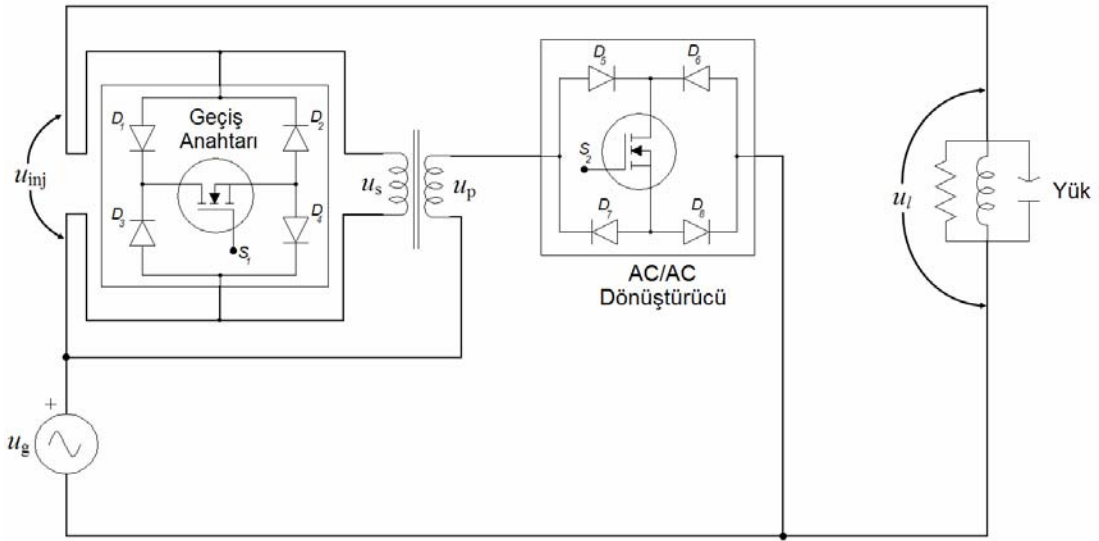 Geçiş
Anahtarı
D1
D2
D3
D4
S1
uinj
us
up
D5
D6
S2
D7
D8
AC/AC
Dönüştürücü
ul
Yük
+
ug